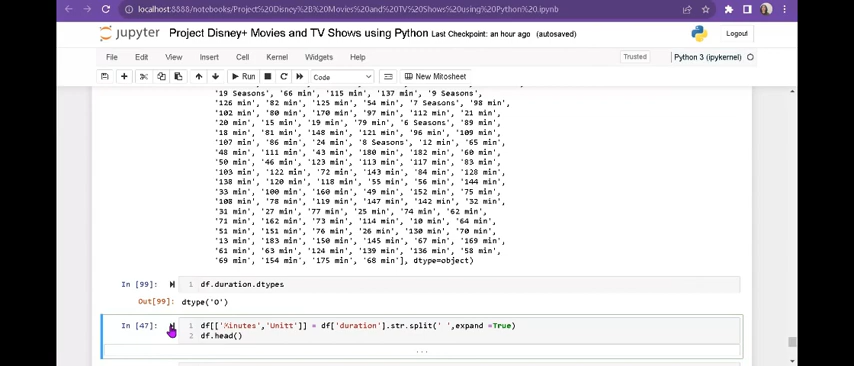 localhost:8888/notebooks/Project%20Disney%2B%20Movies%20and%20TV%20Shows%20using%20Python%20.ipynb
jupyter Project Disney+ Movies and TV Shows using Python Last Checkpoint: an hour ago (autosaved)
Logout
File Edit View Insert Cell Kernel Widgets Help
Trusted
Python 3 (ipykernel)
Run
Code
New Mitosheet
'19 Seasons', '66 min', '115 min', '137 min', '9 Seasons',
'126 min', '82 min', '125 min', '54 min', '7 Seasons', '98 min',
'102 min', '80 min', '170 min', '97 min', '112 min', '21 min',
'20 min', '15 min', '19 min', '79 min', '6 Seasons', '89 min',
'18 min', '81 min', '148 min', '121 min', '96 min', '109 min',
'107 min', '86 min', '24 min', '8 Seasons', '12 min', '65 min',
'48 min', '111 min', '43 min', '180 min', '182 min', '60 min',
'50 min', '46 min', '123 min', '113 min', '117 min', '83 min',
'103 min', '122 min', '72 min', '143 min', '84 min', '128 min',
'138 min', '120 min', '118 min', '55 min', '56 min', '144 min',
'33 min', '100 min', '160 min', '49 min', '152 min', '75 min',
'108 min', '78 min', '119 min', '147 min', '142 min', '32 min',
'31 min', '27 min', '77 min', '25 min', '74 min', '62 min',
'71 min', '162 min', '73 min', '114 min', '10 min', '64 min',
'51 min', '151 min', '76 min', '26 min', '130 min', '70 min',
'13 min', '183 min', '150 min', '145 min', '67 min', '169 min',
'61 min', '63 min', '124 min', '139 min', '136 min', '58 min',
'69 min', '154 min', '175 min', '68 min'], dtype=object)
In [99]:
1 df.duration.dtypes
Out[99]: dtype('O')
In [47]:
1 df[['Minutes','Unitt']] = df['duration'].str.split(' ',expand =True)
2 df.head()
...